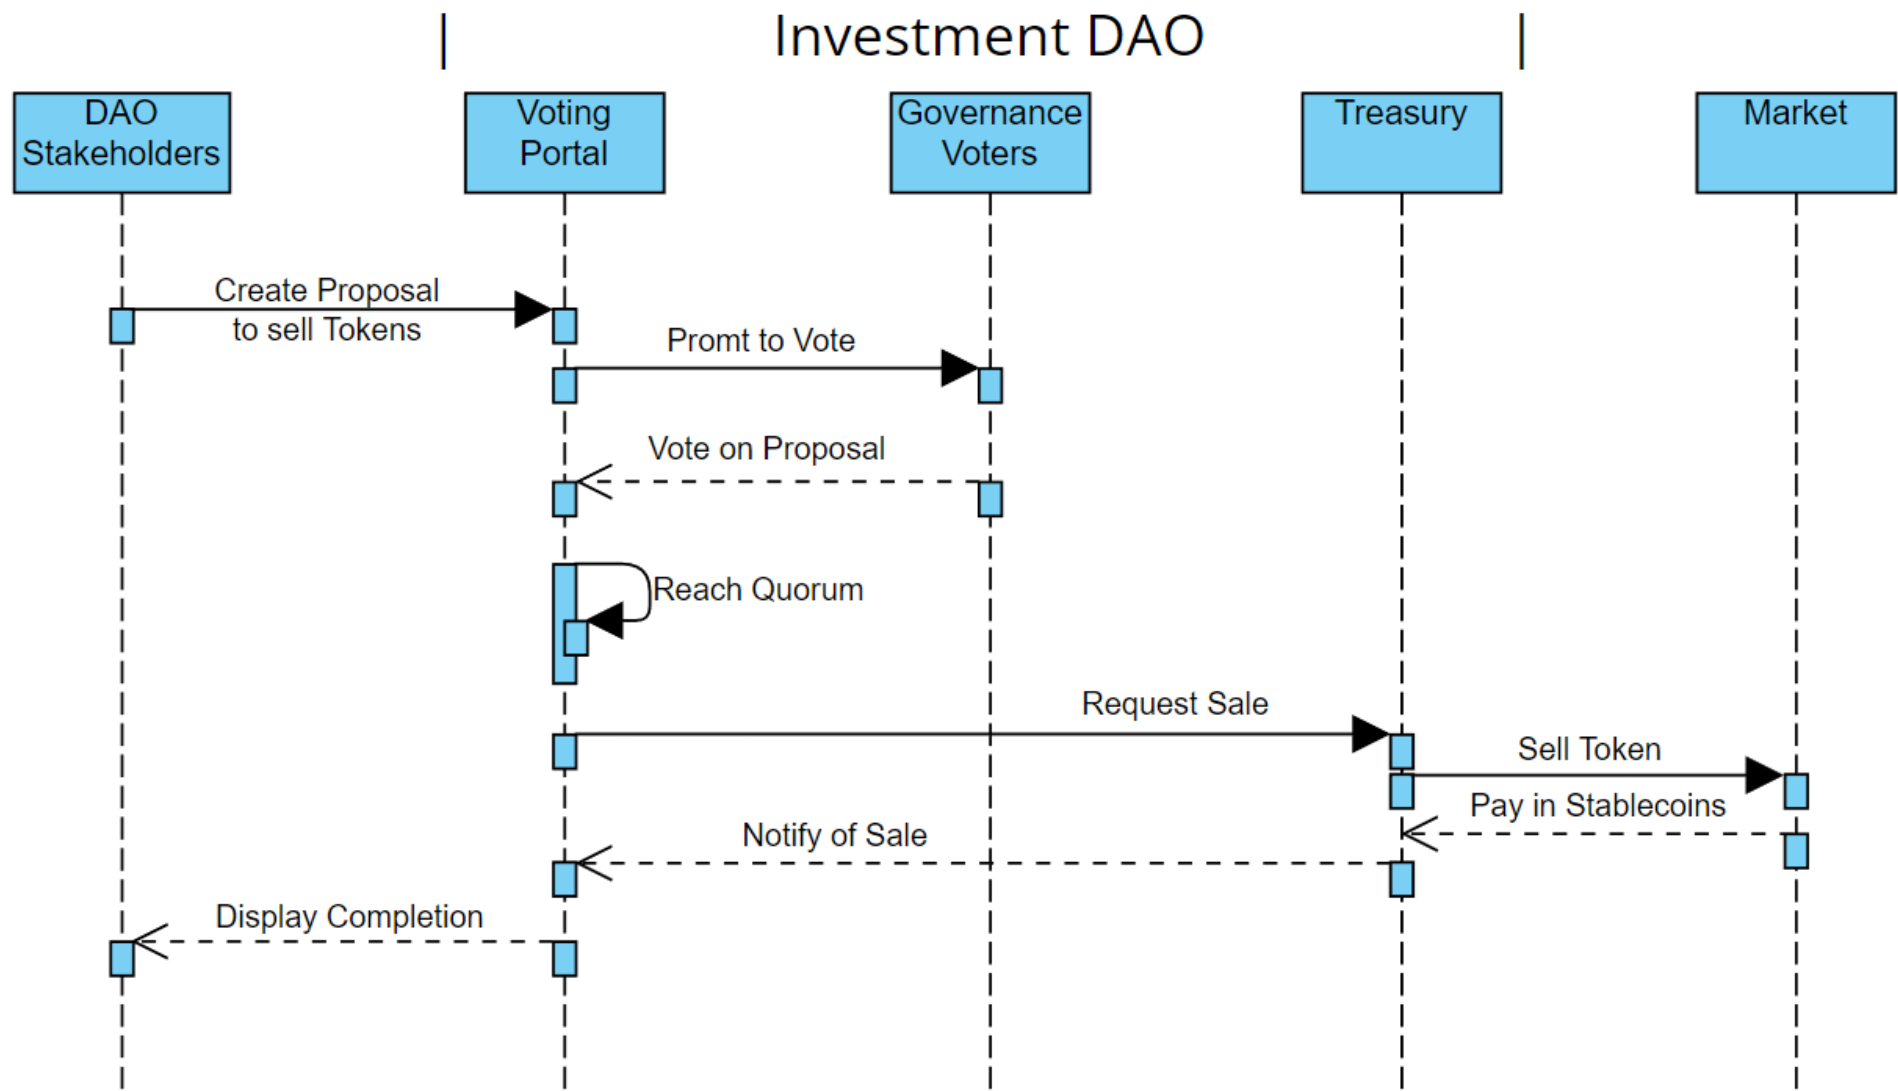 | Investment DAO |
DAO
Stakeholders
Voting
Portal
Governance
Voters
Treasury
Market
Create Proposal
to sell Tokens
Promt to Vote
Vote on Proposal
Reach Quorum
Request Sale
Sell Token
Pay in Stablecoins
Notify of Sale
Display Completion